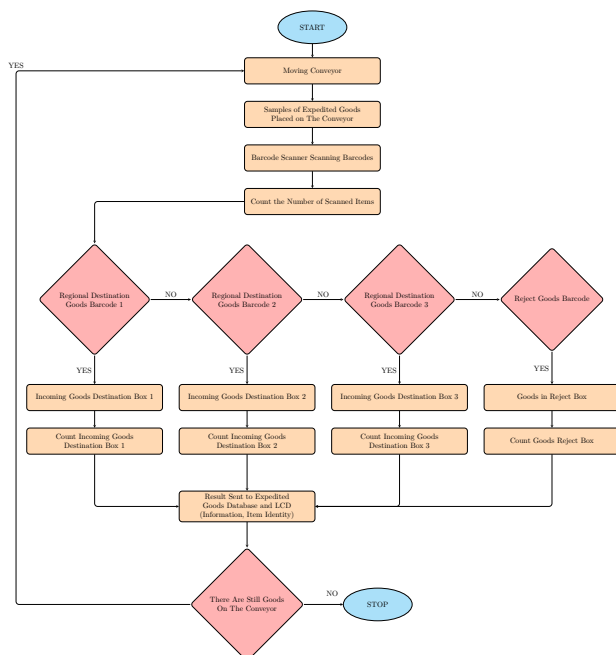 START
YES
Moving Conveyor
Samples of Expedited Goods
Placed on The Conveyor
Barcode Scanner Scanning Barcodes
Count the Number of Scanned Items
Regional Destination
Goods Barcode 1
NO
Regional Destination
Goods Barcode 2
NO
Regional Destination
Goods Barcode 3
NO
Reject Goods Barcode
YES
YES
YES
YES
Incoming Goods Destination Box 1
Incoming Goods Destination Box 2
Incoming Goods Destination Box 3
Goods in Reject Box
Count Incoming Goods
Destination Box 1
Count Incoming Goods
Destination Box 2
Count Incoming Goods
Destination Box 3
Count Goods Reject Box
Result Sent to Expedited
Goods Database and LCD
(Information, Item Identity)
There Are Still Goods
On The Conveyor
NO
STOP